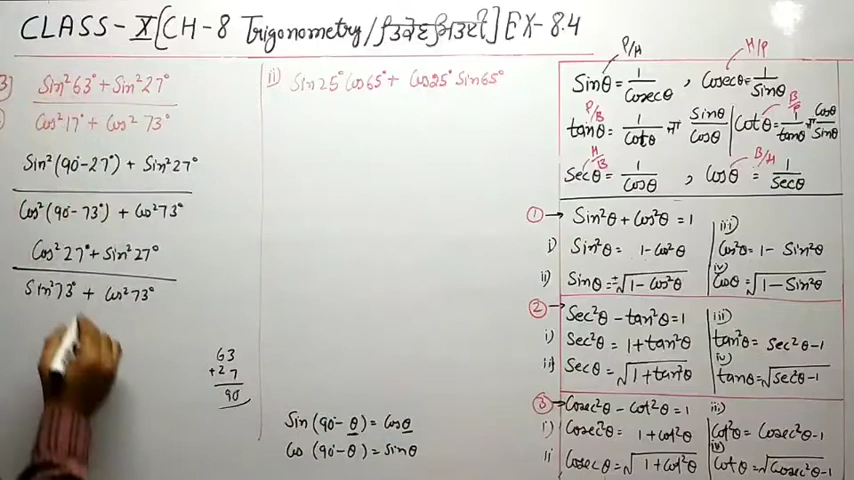 CLASS-X [CH-8 Trigonometry/त्रिकोणमिति] EX-8.4
3)
i)
Sin²63° + Sin²27°
Cos²17° + Cos²73°
Sin²(90°-27°) + Sin²27°
Cos²(90°-73°) + Cos²73°
Cos²27° + Sin²27°
Sin²73° + Cos²73°
63
+27
90
ii) Sin25° Cos65° + Cos25° Sin65°
Sin(90°-θ) = Cosθ
Cos(90°-θ) = Sinθ
P/H H/P
Sinθ = 1/Cosecθ , Cosecθ = 1/Sinθ
P/B B/P
tanθ = 1/Cotθ या Sinθ/Cosθ | Cotθ = 1/tanθ या Cosθ/Sinθ
H/B B/H
Secθ = 1/Cosθ , Cosθ = 1/Secθ
① → Sin²θ + Cos²θ = 1
i) Sin²θ = 1-Cos²θ
ii) Sinθ = ±√1-Cos²θ
iii) Cos²θ = 1- Sin²θ
iv) Cosθ = √1-Sin²θ
② → Sec²θ - tan²θ = 1
i) Sec²θ = 1+tan²θ
ii) Secθ = √1+tan²θ
iii) tan²θ = Sec²θ-1
iv) tanθ = √Sec²θ-1
③ → Cosec²θ - Cot²θ = 1
i) Cosec²θ = 1+Cot²θ
ii Cosecθ = √1+Cot²θ
iii) Cot²θ = Cosec²θ-1
iv) Cotθ = √Cosec²θ-1